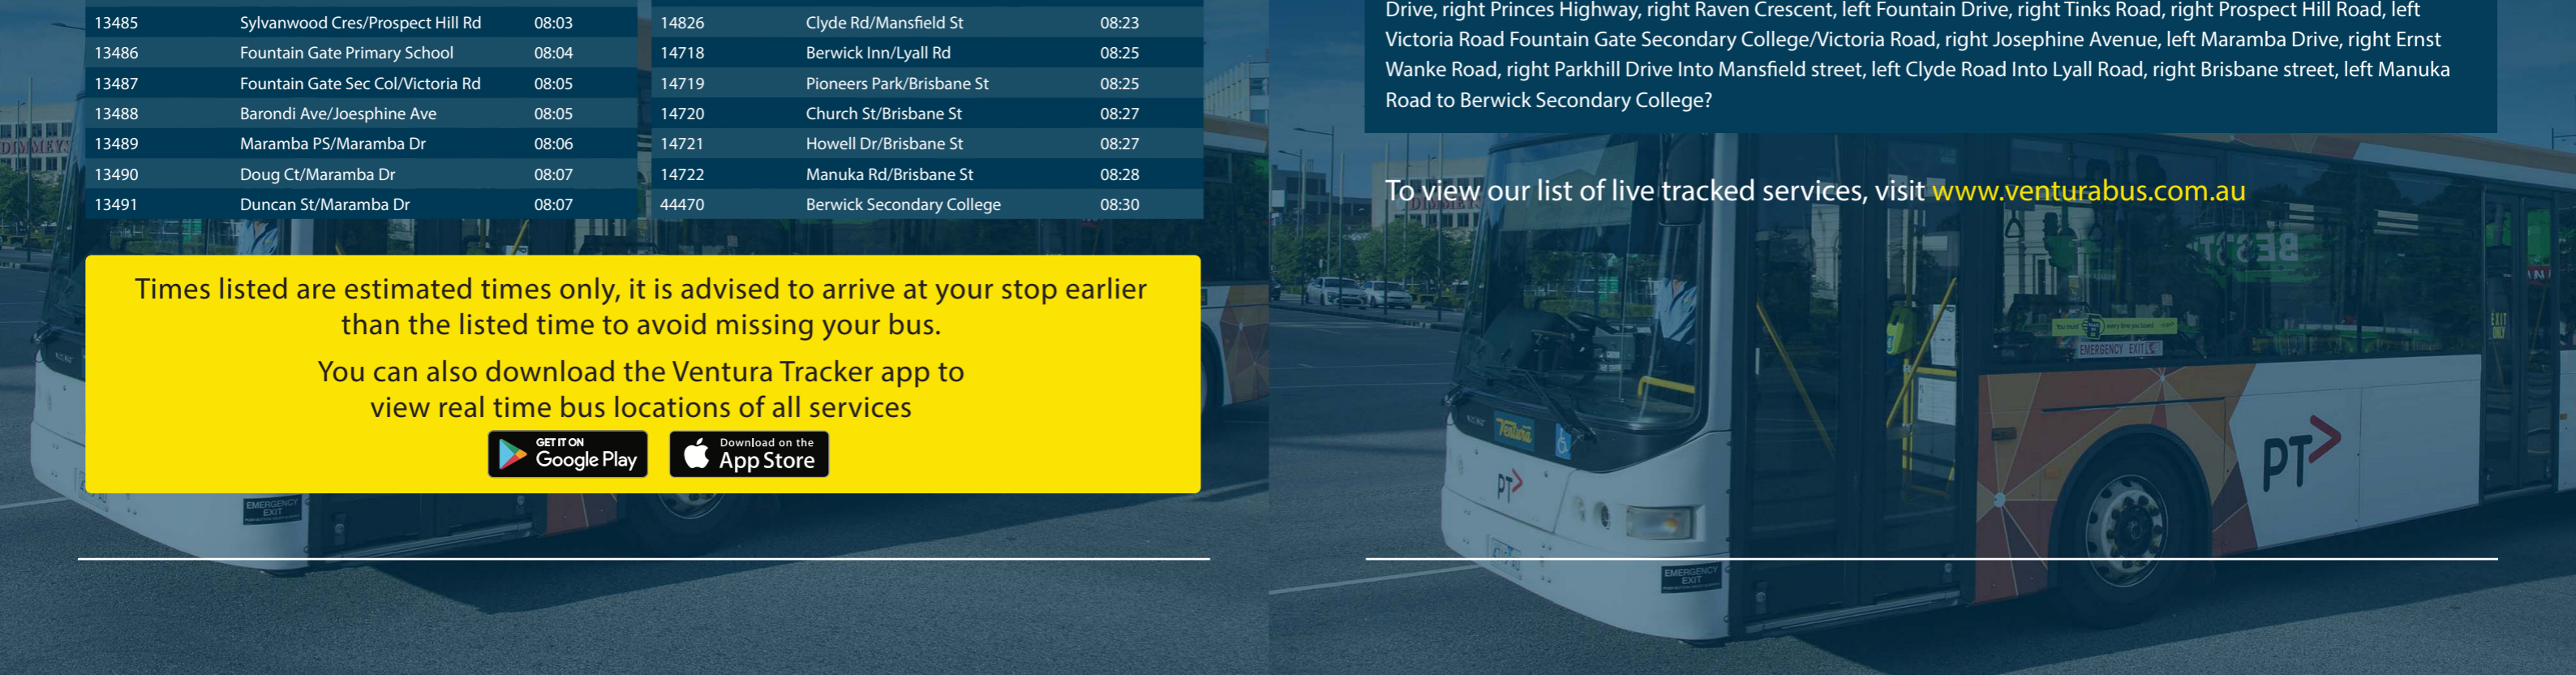 13485 Sylvanwood Cres/Prospect Hill Rd 08:03
13486 Fountain Gate Primary School 08:04
13487 Fountain Gate Sec Col/Victoria Rd 08:05
13488 Barondi Ave/Joesphine Ave 08:05
13489 Maramba PS/Maramba Dr 08:06
13490 Doug Ct/Maramba Dr 08:07
13491 Duncan St/Maramba Dr 08:07
14826 Clyde Rd/Mansfield St 08:23
14718 Berwick Inn/Lyall Rd 08:25
14719 Pioneers Park/Brisbane St 08:25
14720 Church St/Brisbane St 08:27
14721 Howell Dr/Brisbane St 08:27
14722 Manuka Rd/Brisbane St 08:28
44470 Berwick Secondary College 08:30
Times listed are estimated times only, it is advised to arrive at your stop earlier
than the listed time to avoid missing your bus.
You can also download the Ventura Tracker app to
view real time bus locations of all services
GET IT ON
Google Play
Download on the
App Store
EMERGENCY
EXIT
Drive, right Princes Highway, right Raven Crescent, left Fountain Drive, right Tinks Road, right Prospect Hill Road, left
Victoria Road Fountain Gate Secondary College/Victoria Road, right Josephine Avenue, left Maramba Drive, right Ernst
Wanke Road, right Parkhill Drive Into Mansfield street, left Clyde Road Into Lyall Road, right Brisbane street, left Manuka
Road to Berwick Secondary College?
To view our list of live tracked services, visit www.venturabus.com.au
DIMMEYS
BEST
You must every time you board
EMERGENCY EXIT
EXIT
ONLY
Ventura
PT
PT
EMERGENCY
EXIT